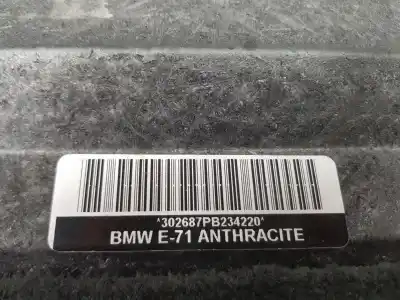 *302687PB234220*
BMW E-71 ANTHRACITE